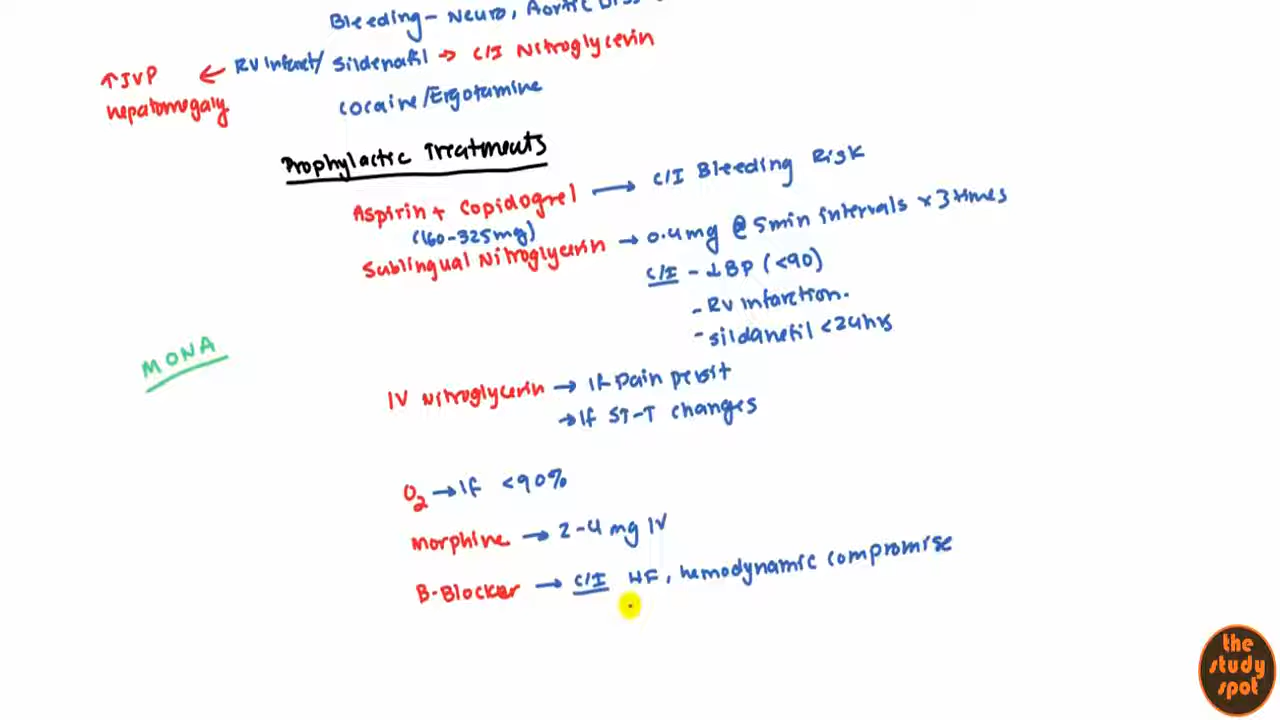 Bleeding - Neuro, Aortic
↑JVP ← RV Infarct/ Sildenafil → C/I Nitroglycerin
hepatomegaly
Cocaine/Ergotamine
Prophylactic Treatments
Aspirin + Copidogrel → C/I Bleeding Risk
(160-325mg)
Sublingual Nitroglycerin → 0.4mg @ 5min intervals x 3 times
C/I - ↓BP (<90)
- RV infarction.
- sildanefil <24hrs
MONA
IV Nitroglycerin → If Pain persit
→ If ST-T changes
O2 → If <90%
Morphine → 2-4 mg IV
B-Blocker → C/I HF, hemodynamic compromise
the
study
spot